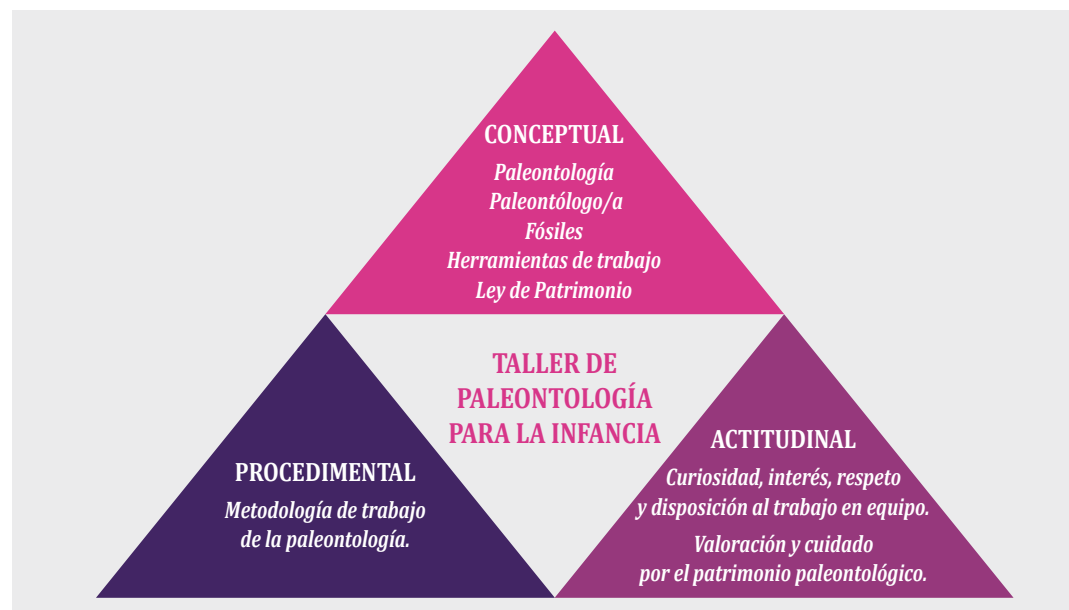 CONCEPTUAL
Paleontología
Paleontólogo/a
Fósiles
Herramientas de trabajo
Ley de Patrimonio
TALLER DE
PALEONTOLOGÍA
PARA LA INFANCIA
PROCEDIMENTAL
Metodología de trabajo
de la paleontología.
ACTITUDINAL
Curiosidad, interés, respeto
y disposición al trabajo en equipo.
Valoración y cuidado
por el patrimonio paleontológico.